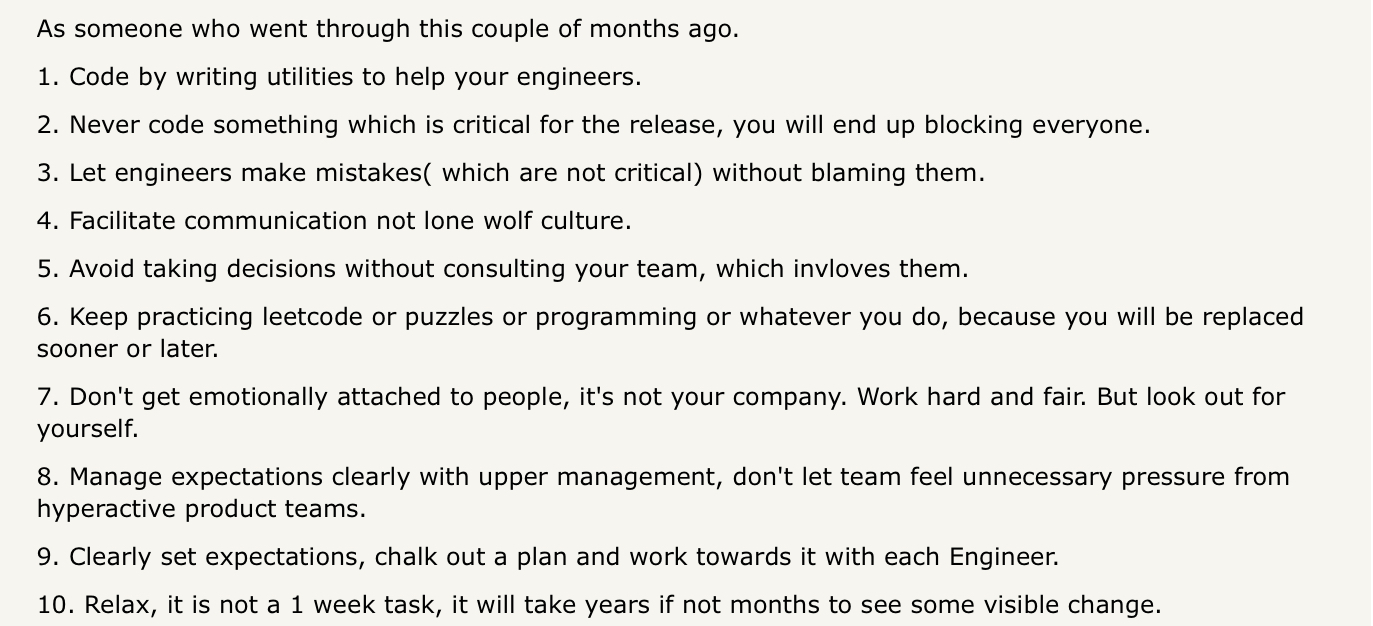 As someone who went through this couple of months ago.
1. Code by writing utilities to help your engineers.
2. Never code something which is critical for the release, you will end up blocking everyone.
3. Let engineers make mistakes( which are not critical) without blaming them.
4. Facilitate communication not lone wolf culture.
5. Avoid taking decisions without consulting your team, which invloves them.
6. Keep practicing leetcode or puzzles or programming or whatever you do, because you will be replaced
sooner or later.
7. Don't get emotionally attached to people, it's not your company. Work hard and fair. But look out for
yourself.
8. Manage expectations clearly with upper management, don't let team feel unnecessary pressure from
hyperactive product teams.
9. Clearly set expectations, chalk out a plan and work towards it with each Engineer.
10. Relax, it is not a 1 week task, it will take years if not months to see some visible change.